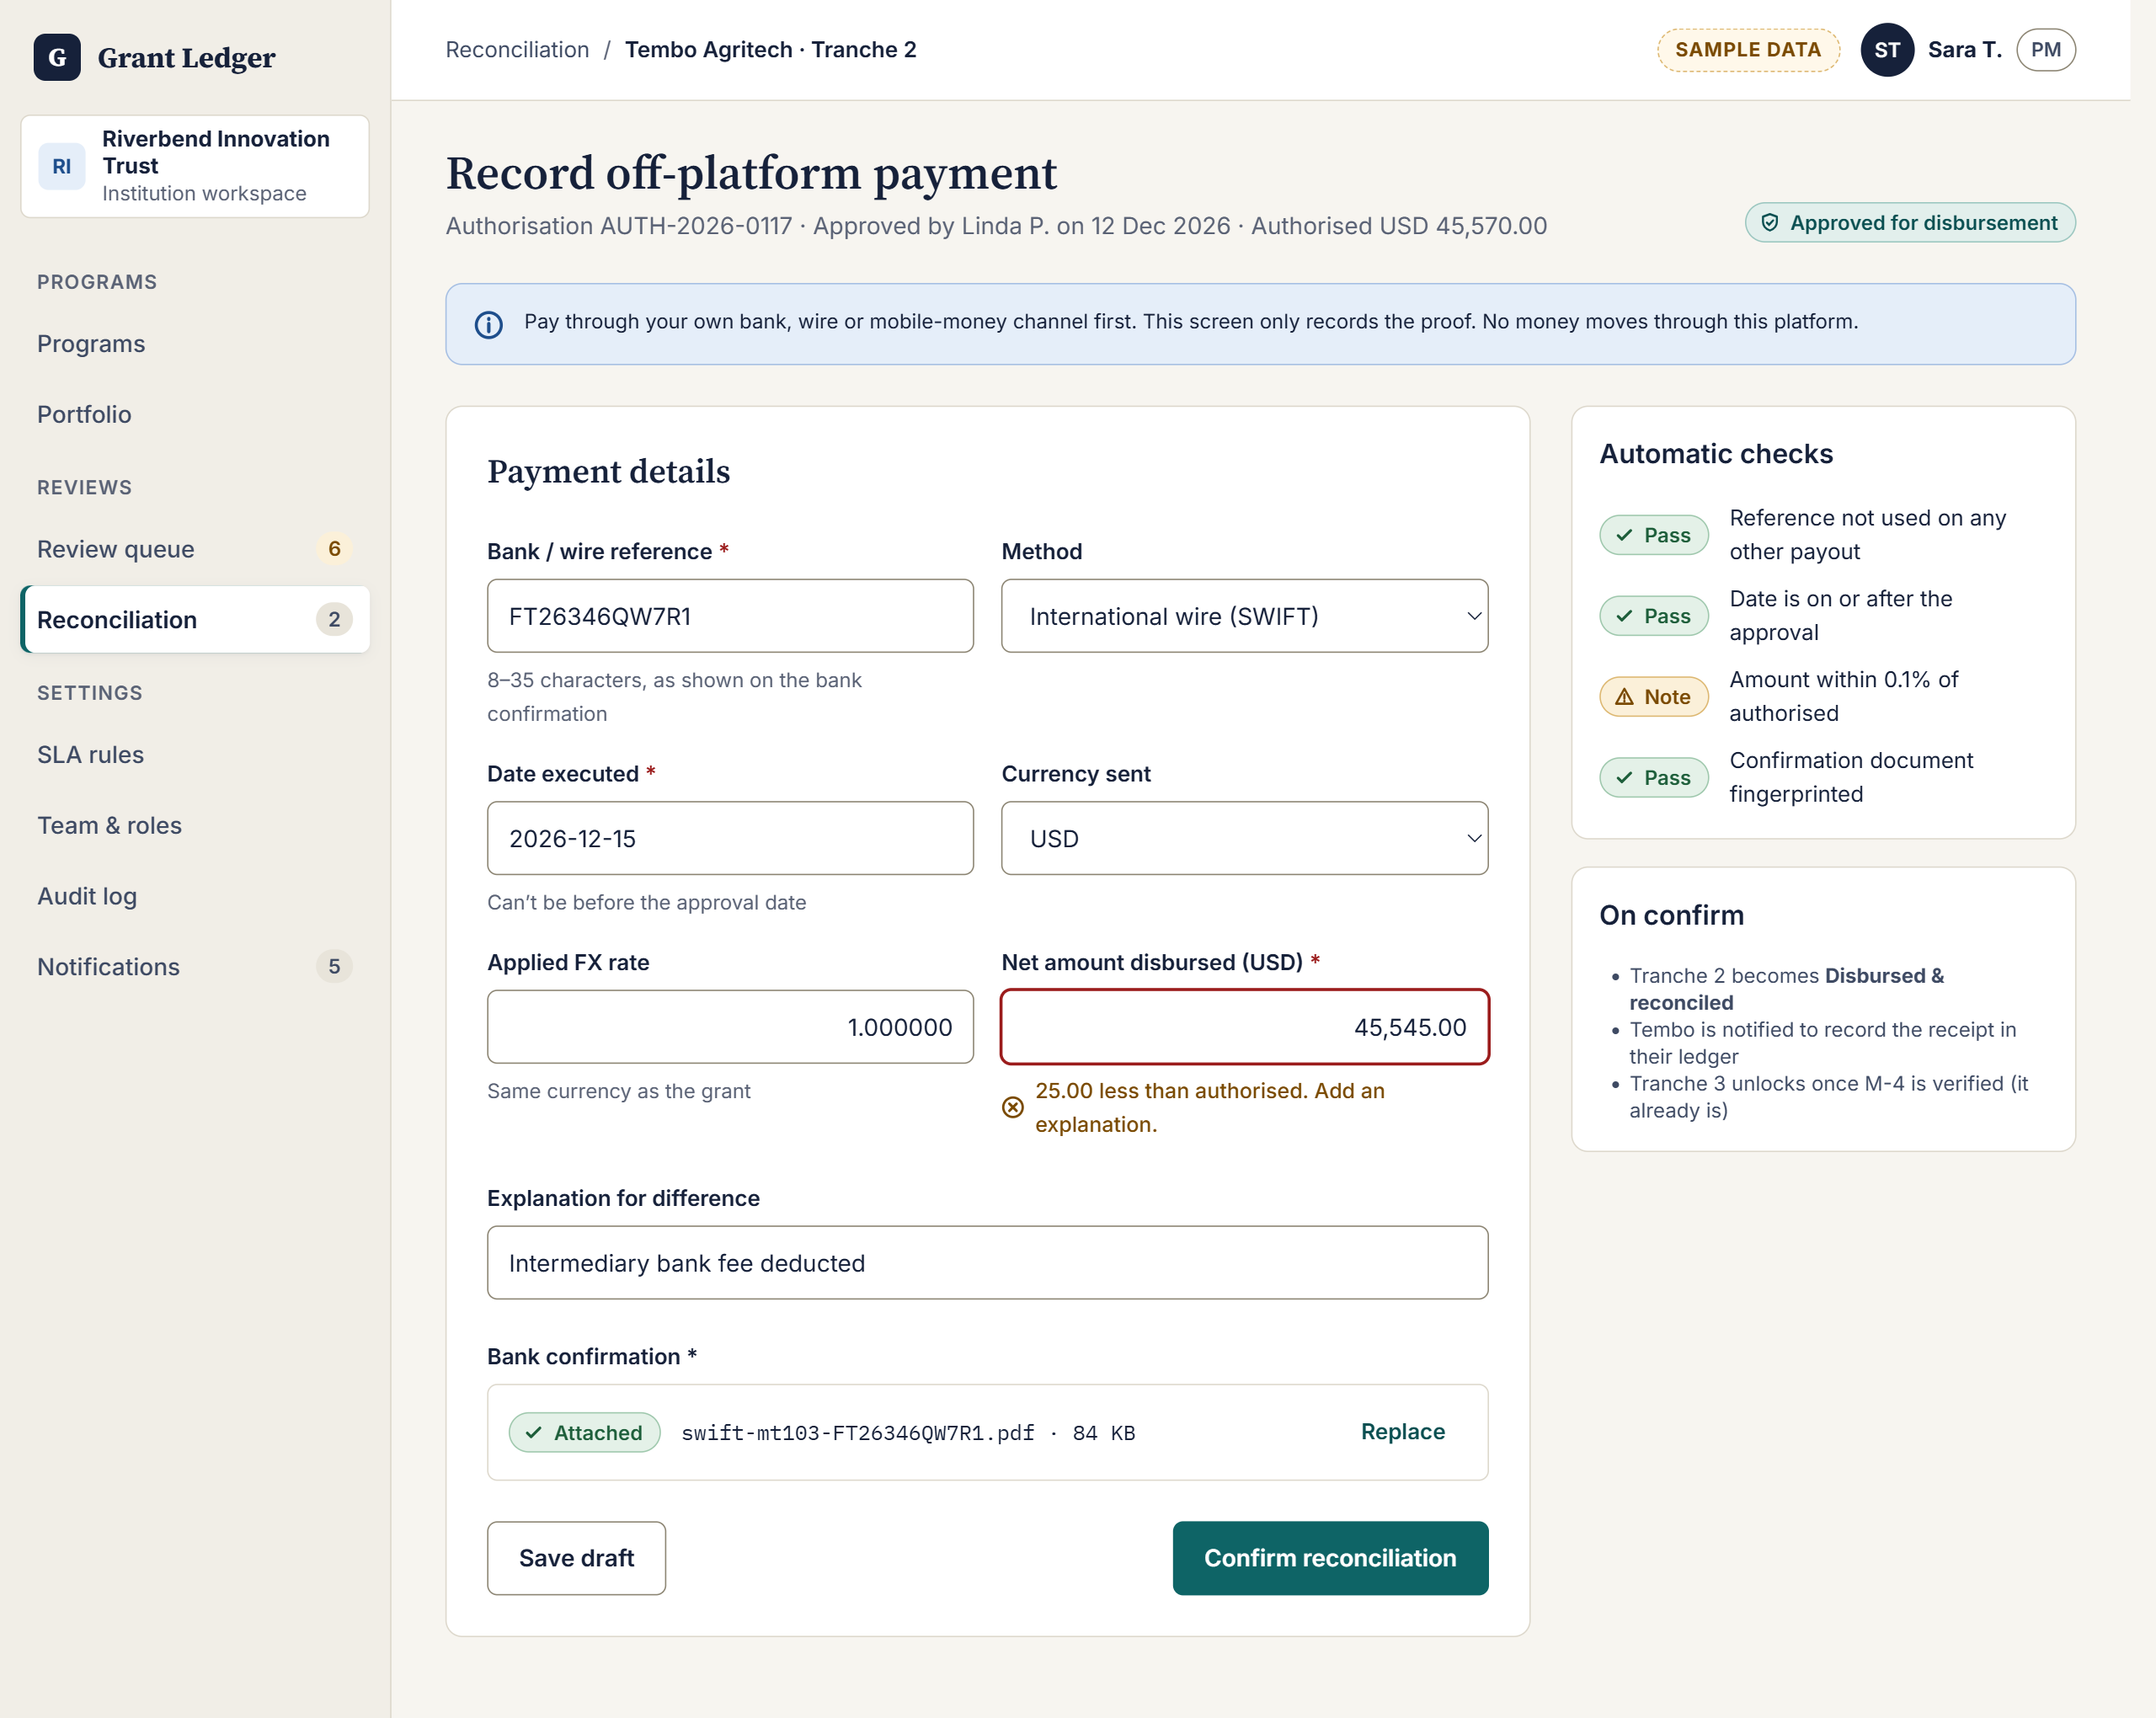 G Grant Ledger
RI
Riverbend Innovation
Trust
Institution workspace
PROGRAMS
Programs
Portfolio
REVIEWS
Review queue 6
Reconciliation 2
SETTINGS
SLA rules
Team & roles
Audit log
Notifications 5
Reconciliation / Tembo Agritech · Tranche 2
SAMPLE DATA
ST Sara T. PM
Record off-platform payment
Authorisation AUTH-2026-0117 · Approved by Linda P. on 12 Dec 2026 · Authorised USD 45,570.00
Approved for disbursement
Pay through your own bank, wire or mobile-money channel first. This screen only records the proof. No money moves through this platform.
Payment details
Bank / wire reference *
FT26346QW7R1
8–35 characters, as shown on the bank
confirmation
Method
International wire (SWIFT)
Date executed *
2026-12-15
Can’t be before the approval date
Currency sent
USD
Applied FX rate
1.000000
Same currency as the grant
Net amount disbursed (USD) *
45,545.00
25.00 less than authorised. Add an
explanation.
Explanation for difference
Intermediary bank fee deducted
Bank confirmation *
Attached swift-mt103-FT26346QW7R1.pdf · 84 KB Replace
Save draft
Confirm reconciliation
Automatic checks
Pass Reference not used on any
other payout
Pass Date is on or after the
approval
Note Amount within 0.1% of
authorised
Pass Confirmation document
fingerprinted
On confirm
• Tranche 2 becomes Disbursed &
reconciled
• Tembo is notified to record the receipt in
their ledger
• Tranche 3 unlocks once M-4 is verified (it
already is)